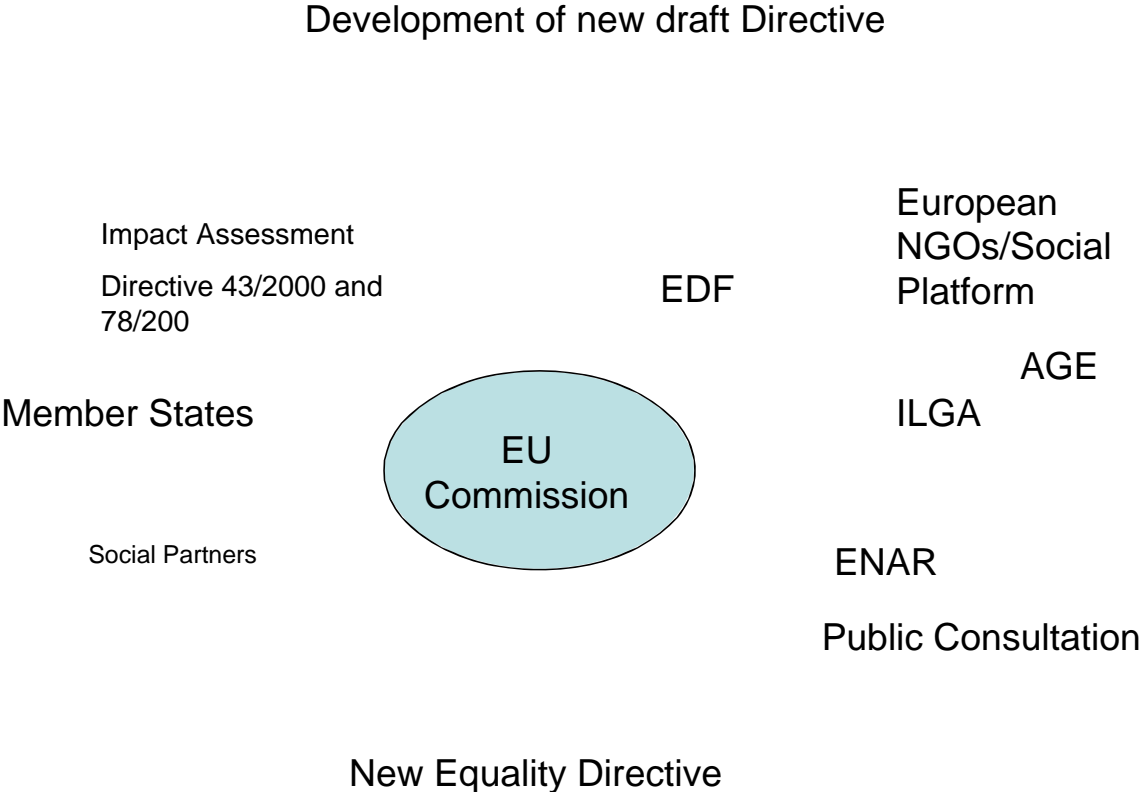 Development of new draft Directive
European
NGOs/Social
Platform
Impact Assessment
Directive 43/2000 and
78/200
EDF
AGE
Member States
ILGA
EU
Commission
Social Partners
ENAR
Public Consultation
New Equality Directive